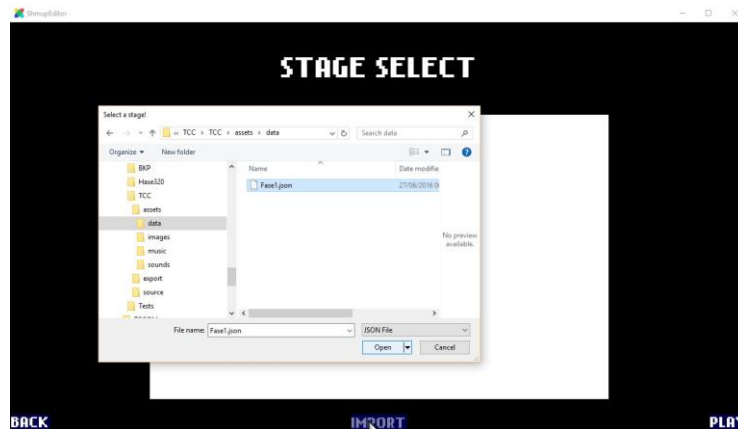 ShmupEditor
STAGE SELECT
Select a stage!
« TCC › TCC › assets › data
Search data
Organize
New folder
BKP
Haxe320
TCC
assets
data
images
music
sounds
export
source
Tests
Name
Date modifie
Fase1.json
27/06/2016
No preview
available.
File name:
Fase1.json
JSON File
Open
Cancel
BACK
IMPORT
PLAY